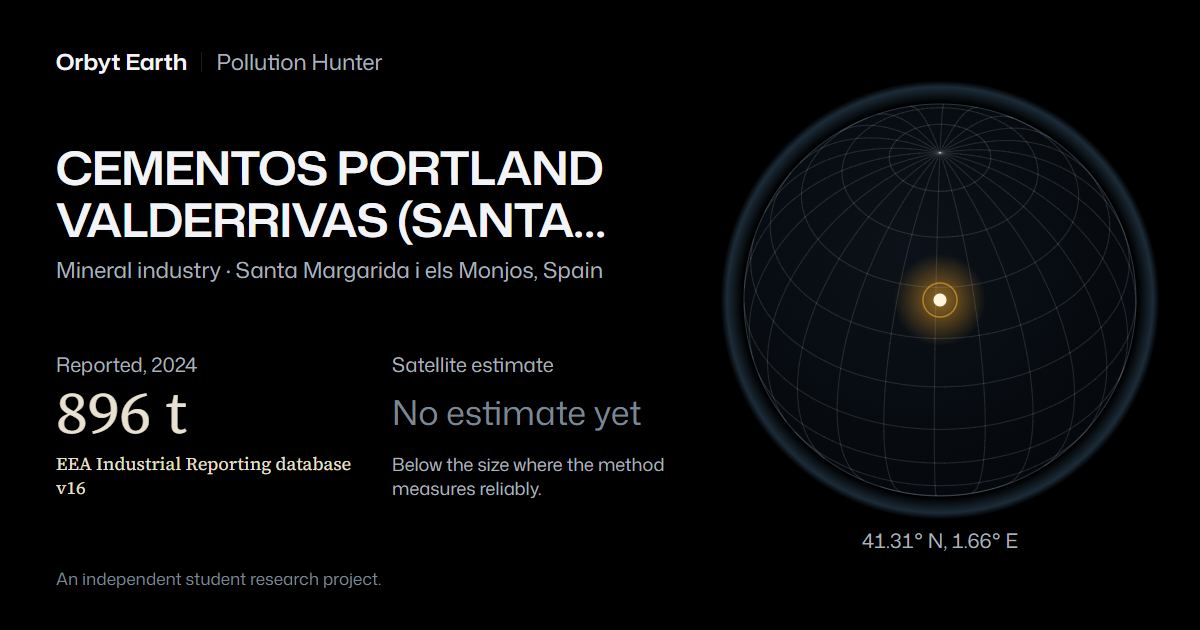 Orbyt Earth | Pollution Hunter
CEMENTOS PORTLAND
VALDERRIVAS (SANTA...
Mineral industry · Santa Margarida i els Monjos, Spain
Reported, 2024
896 t
EEA Industrial Reporting database
v16
Satellite estimate
No estimate yet
Below the size where the method
measures reliably.
41.31° N, 1.66° E
An independent student research project.